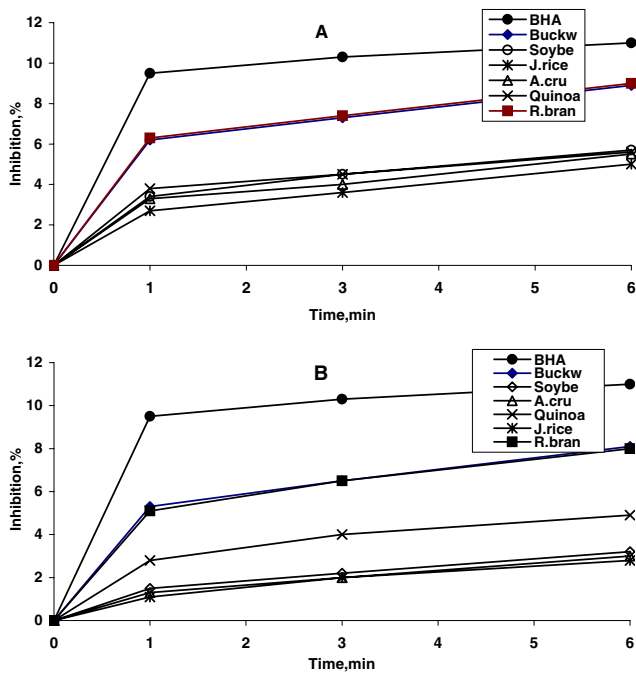 12
A
BHA
Buckw
Soybe
J.rice
A.cru
Quinoa
R.bran
10
8
6
4
2
0
Inhibition,%
0 1 2 3 4 5 6
Time,min
12
B
BHA
Buckw
Soybe
A.cru
Quinoa
J.rice
R.bran
10
8
6
4
2
0
Inhibition,%
0 1 2 3 4 5 6
Time,min